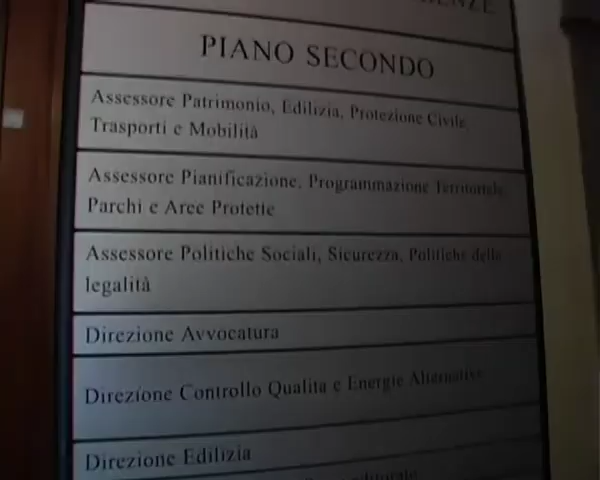 PIANO SECONDO
Assessore Patrimonio, Edilizia, Protezione Civile
Trasporti e Mobilità
Assessore Pianificazione, Programmazione Territoriale
Parchi e Aree Protette
Assessore Politiche Sociali, Sicurezza, Politiche della
legalità
Direzione Avvocatura
Direzione Controllo Qualita e Energie Alternative
Direzione Edilizia